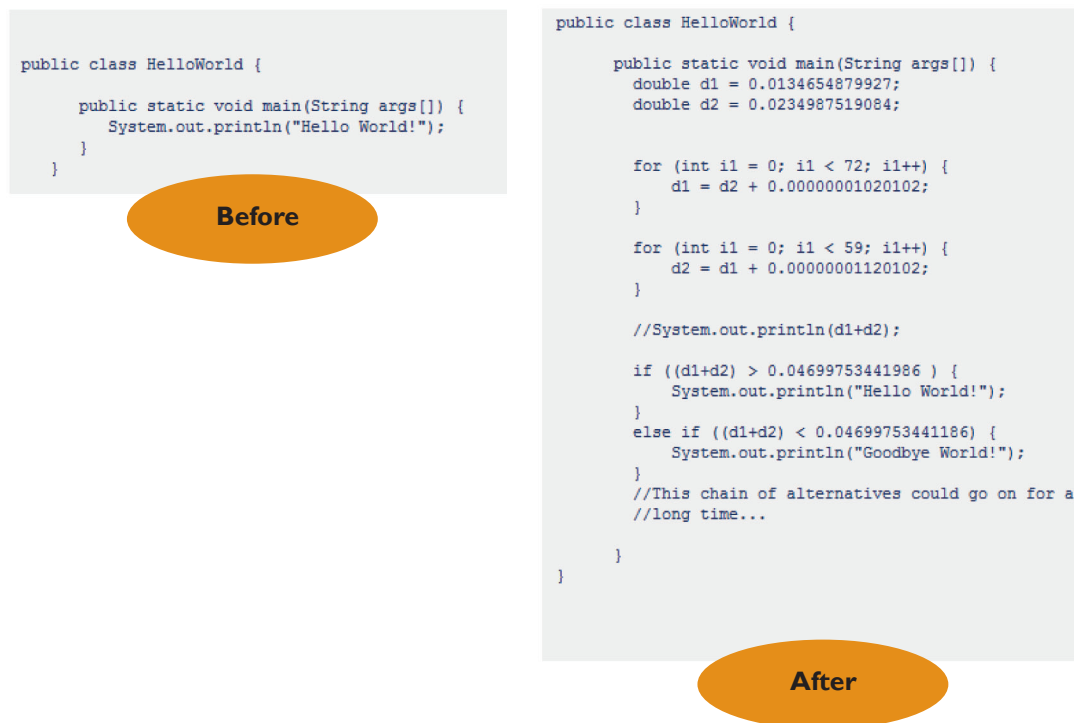 public class HelloWorld {
public static void main(String args[]) {
System.out.println("Hello World!");
}
}
Before
public class HelloWorld {
public static void main(String args[]) {
double d1 = 0.0134654879927;
double d2 = 0.0234987519084;
for (int i1 = 0; i1 < 72; i1++) {
d1 = d2 + 0.00000001020102;
}
for (int i1 = 0; i1 < 59; i1++) {
d2 = d1 + 0.00000001120102;
}
//System.out.println(d1+d2);
if ((d1+d2) > 0.04699753441986 ) {
System.out.println("Hello World!");
}
else if ((d1+d2) < 0.04699753441186) {
System.out.println("Goodbye World!");
}
//This chain of alternatives could go on for a
//long time...
}
}
After